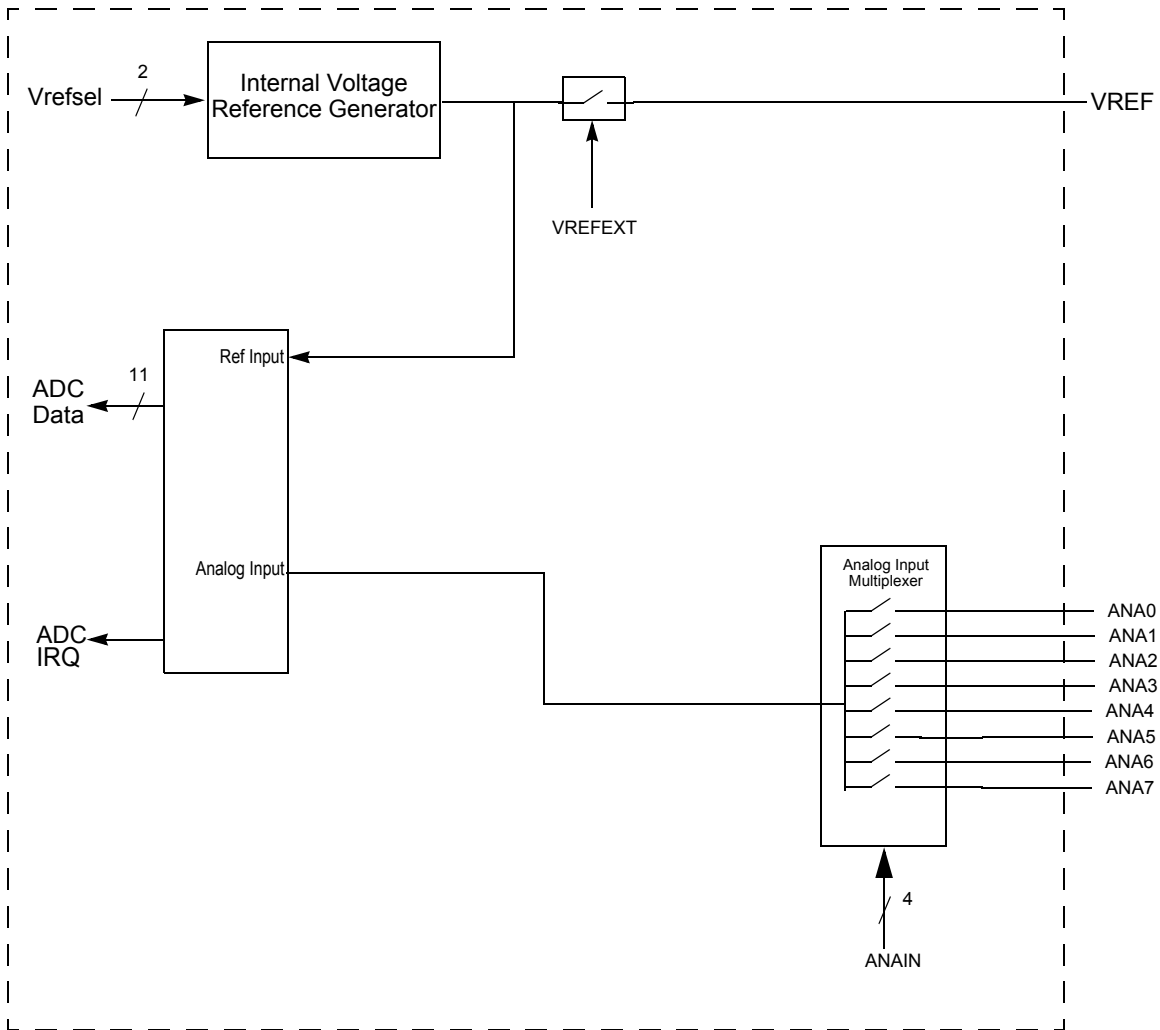 2
Vrefsel
Internal Voltage
Reference Generator
VREF
VREFEXT
Ref Input
11
ADC
Data
Analog Input
ADC
IRQ
Analog Input
Multiplexer
ANA0
ANA1
ANA2
ANA3
ANA4
ANA5
ANA6
ANA7
4
ANAIN